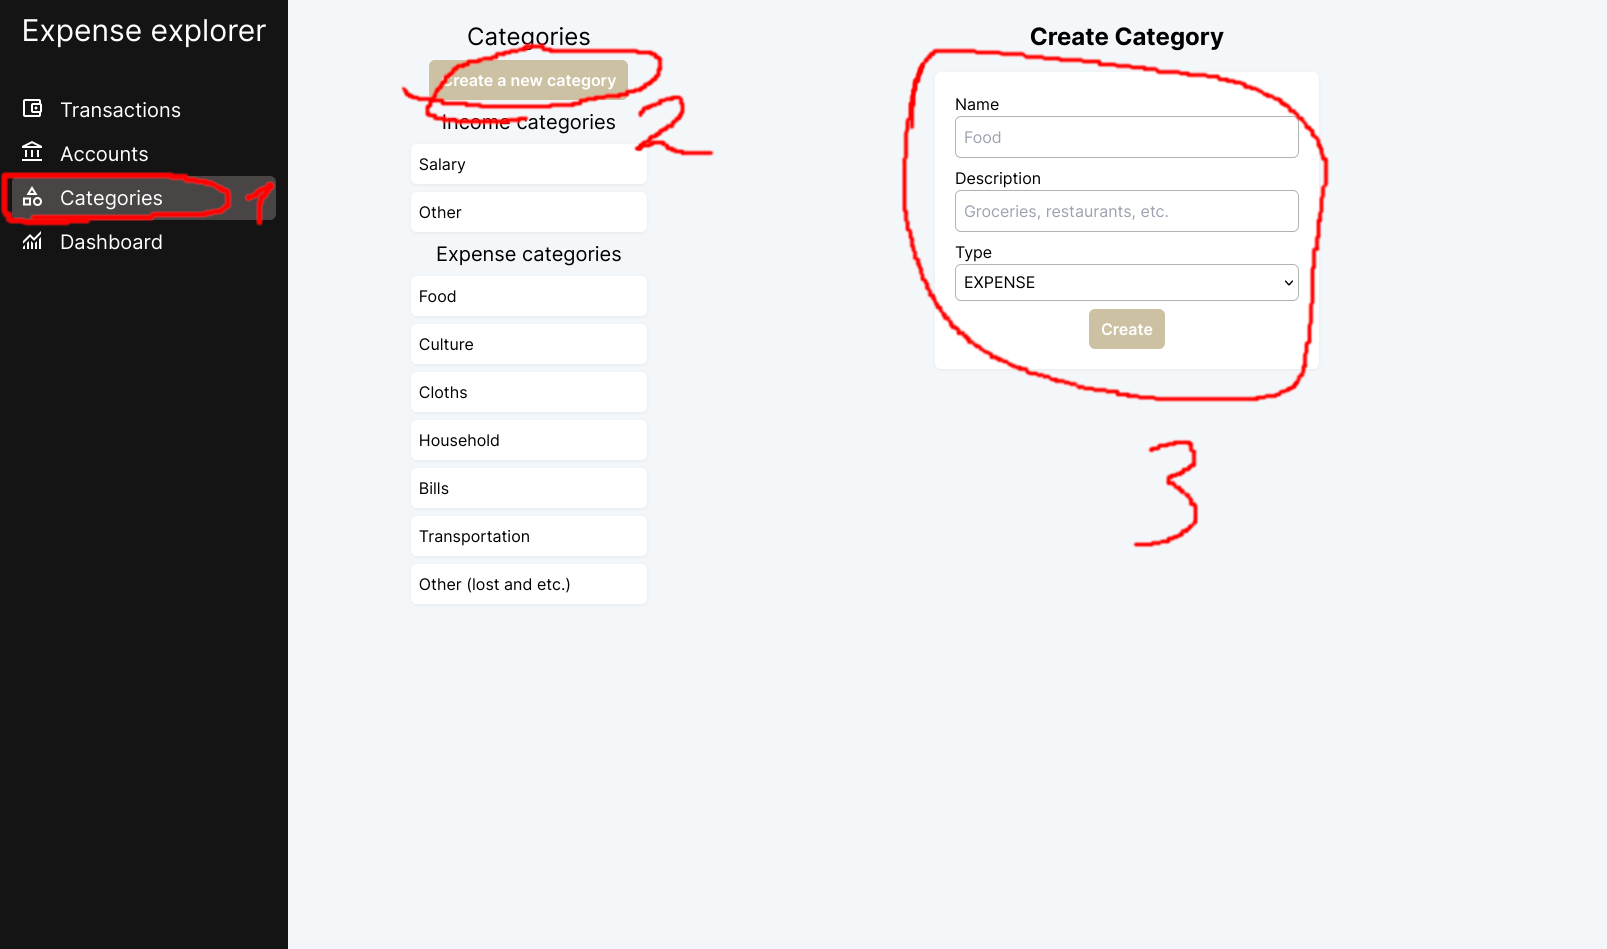 Expense explorer
Transactions
Accounts
Categories 1
Dashboard
Categories
Create a new category
2
Income categories
Salary
Other
Expense categories
Food
Culture
Cloths
Household
Bills
Transportation
Other (lost and etc.)
Create Category
Name
Food
Description
Groceries, restaurants, etc.
Type
EXPENSE
Create
3